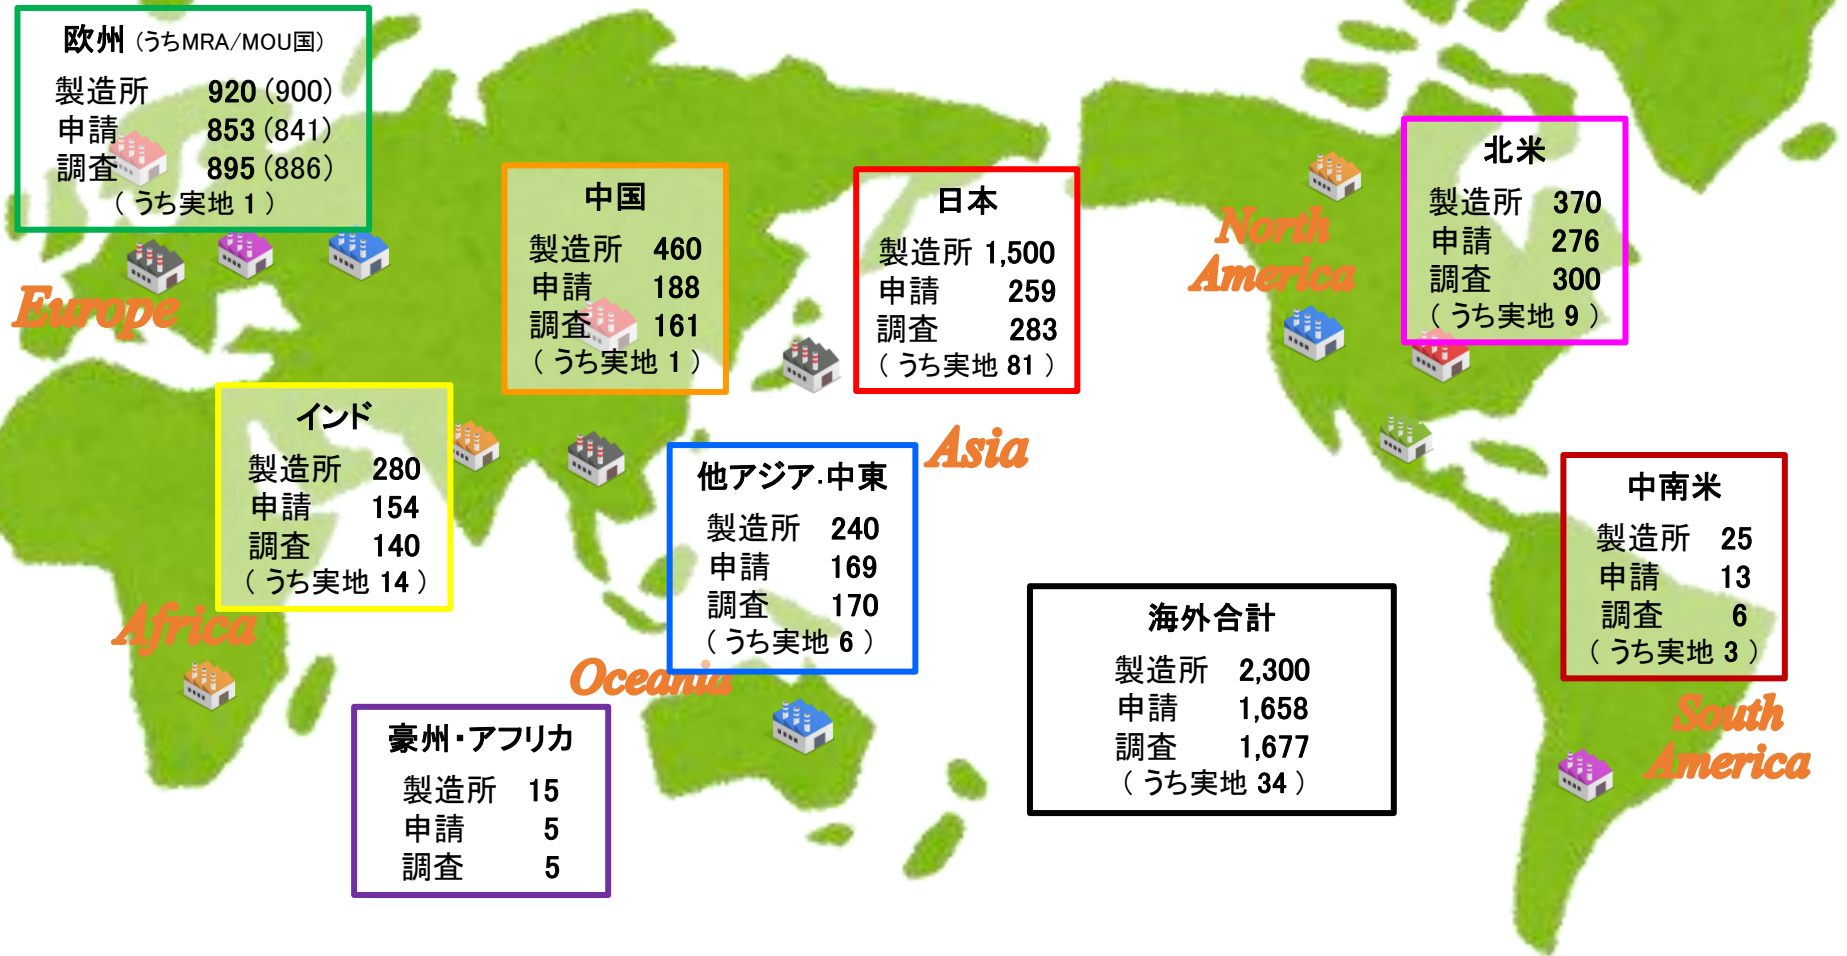 欧州 (うちMRA/MOU国)
製造所 920 (900)
申請 853 (841)
調査 895 (886)
( うち実地 1 )
中国
製造所 460
申請 188
調査 161
( うち実地 1 )
日本
製造所 1,500
申請 259
調査 283
( うち実地 81 )
北米
製造所 370
申請 276
調査 300
( うち実地 9 )
North
America
Europe
インド
製造所 280
申請 154
調査 140
( うち実地 14 )
Asia
他アジア・中東
製造所 240
申請 169
調査 170
( うち実地 6 )
中南米
製造所 25
申請 13
調査 6
( うち実地 3 )
Africa
Oceania
海外合計
製造所 2,300
申請 1,658
調査 1,677
( うち実地 34 )
South
America
豪州・アフリカ
製造所 15
申請 5
調査 5